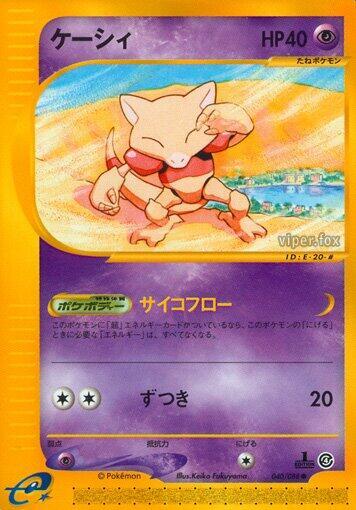 ケーシィ HP40
たねポケモン
viper.fox
ID:E-20-#
特殊能力
ポケボディー サイコフロー
このポケモンに「超」エネルギーカードがついているなら、このポケモンの「にげる」
ときに必要な「エネルギー」は、すべてなくなる。
ずつき 20
弱点 抵抗力 にげる
1
EDITION
©Pokémon Illus.Keiko Fukuyama 040/088●
e